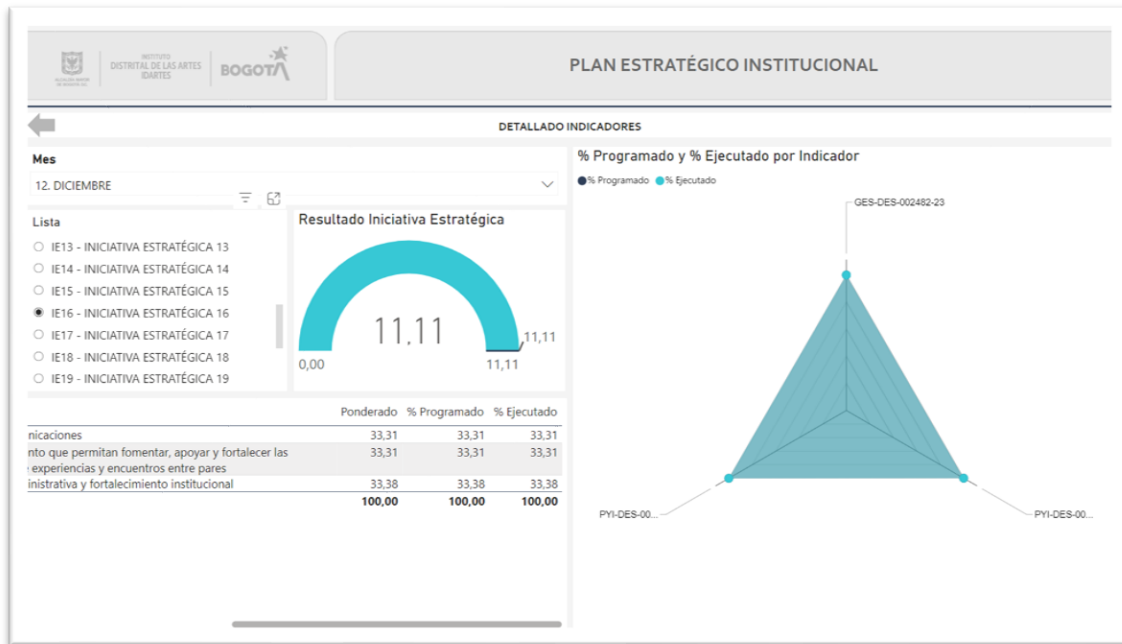 INSTITUTO
DISTRITAL DE LAS ARTES
IDARTES
BOGOTÁ
PLAN ESTRATÉGICO INSTITUCIONAL
DETALLADO INDICADORES
Mes
12. DICIEMBRE
Lista
IE13 - INICIATIVA ESTRATÉGICA 13
IE14 - INICIATIVA ESTRATÉGICA 14
IE15 - INICIATIVA ESTRATÉGICA 15
IE16 - INICIATIVA ESTRATÉGICA 16
IE17 - INICIATIVA ESTRATÉGICA 17
IE18 - INICIATIVA ESTRATÉGICA 18
IE19 - INICIATIVA ESTRATÉGICA 19
Resultado Iniciativa Estratégica
11,11
11,11
0,00
11,11
Ponderado % Programado % Ejecutado
nicaciones 33,31 33,31 33,31
nto que permitan fomentar, apoyar y fortalecer las 33,31 33,31 33,31
experiencias y encuentros entre pares
inistrativa y fortalecimiento institucional 33,38 33,38 33,38
100,00 100,00 100,00
% Programado y % Ejecutado por Indicador
% Programado % Ejecutado
GES-DES-002482-23
PYI-DES-00...
PYI-DES-00...